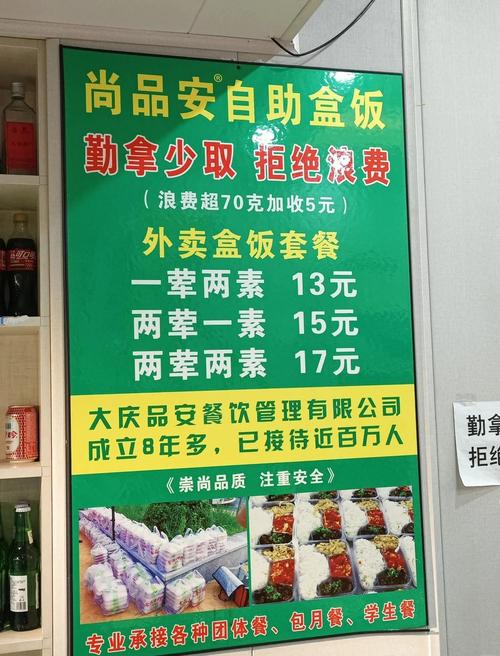 尚品安®自助盒饭
勤拿少取 拒绝浪费
（浪费超70克加收5元）
外卖盒饭套餐
一荤两素 13元
两荤一素 15元
两荤两素 17元
大庆品安餐饮管理有限公司
成立8年多，已接待近百万人
《崇尚品质 注重安全》
专业承接各种团体餐、包月餐、学生餐
勤拿
拒绝